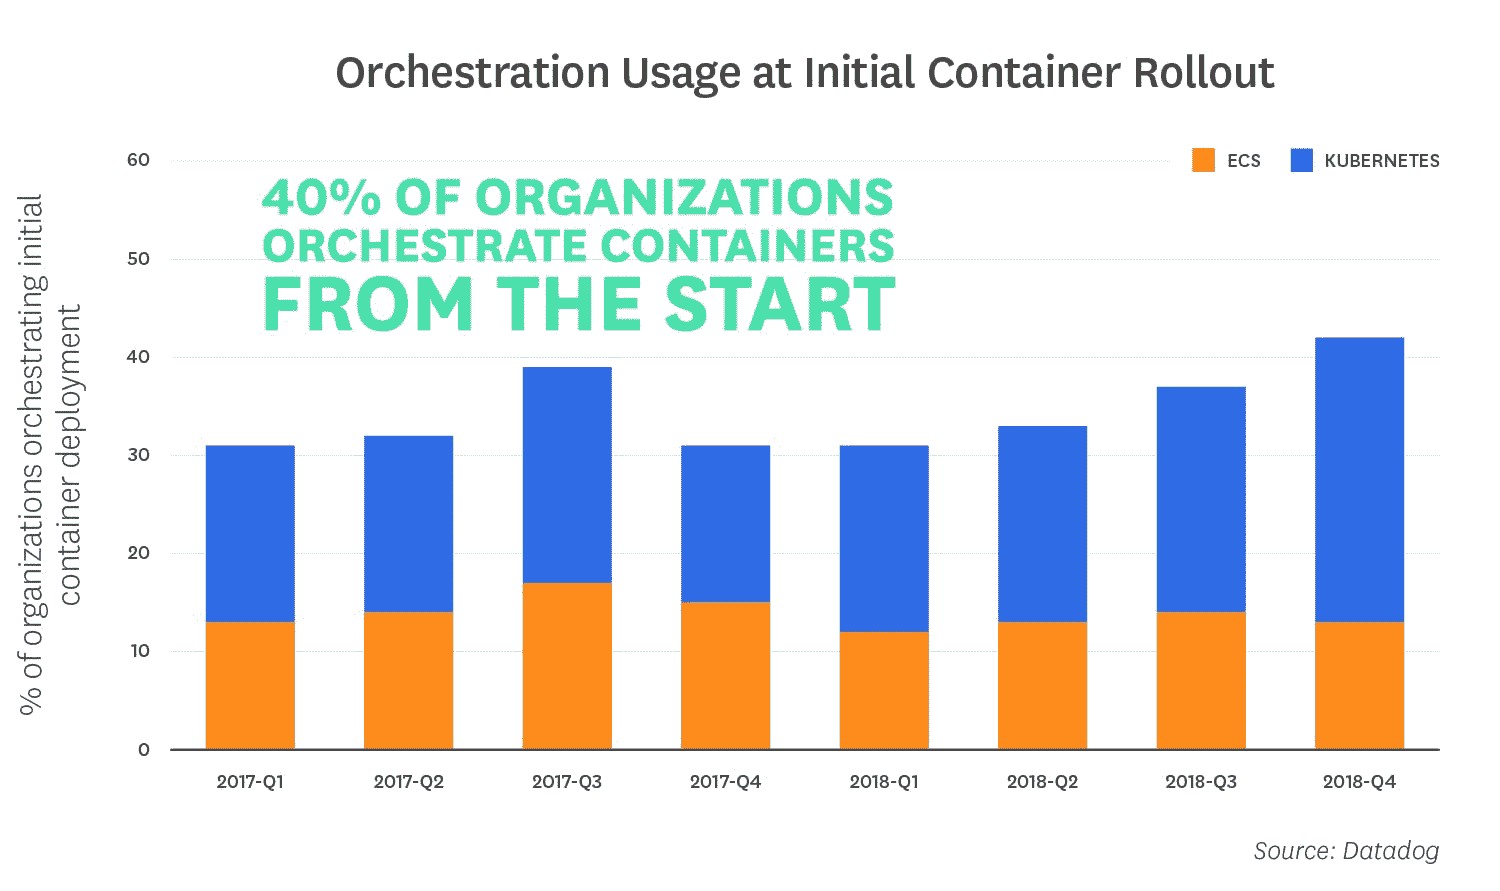 Orchestration Usage at Initial Container Rollout
ECS
KUBERNETES
40% OF ORGANIZATIONS
ORCHESTRATE CONTAINERS
FROM THE START
% of organizations orchestrating initial
container deployment
60
50
40
30
20
10
0
2017-Q1
2017-Q2
2017-Q3
2017-Q4
2018-Q1
2018-Q2
2018-Q3
2018-Q4
Source: Datadog